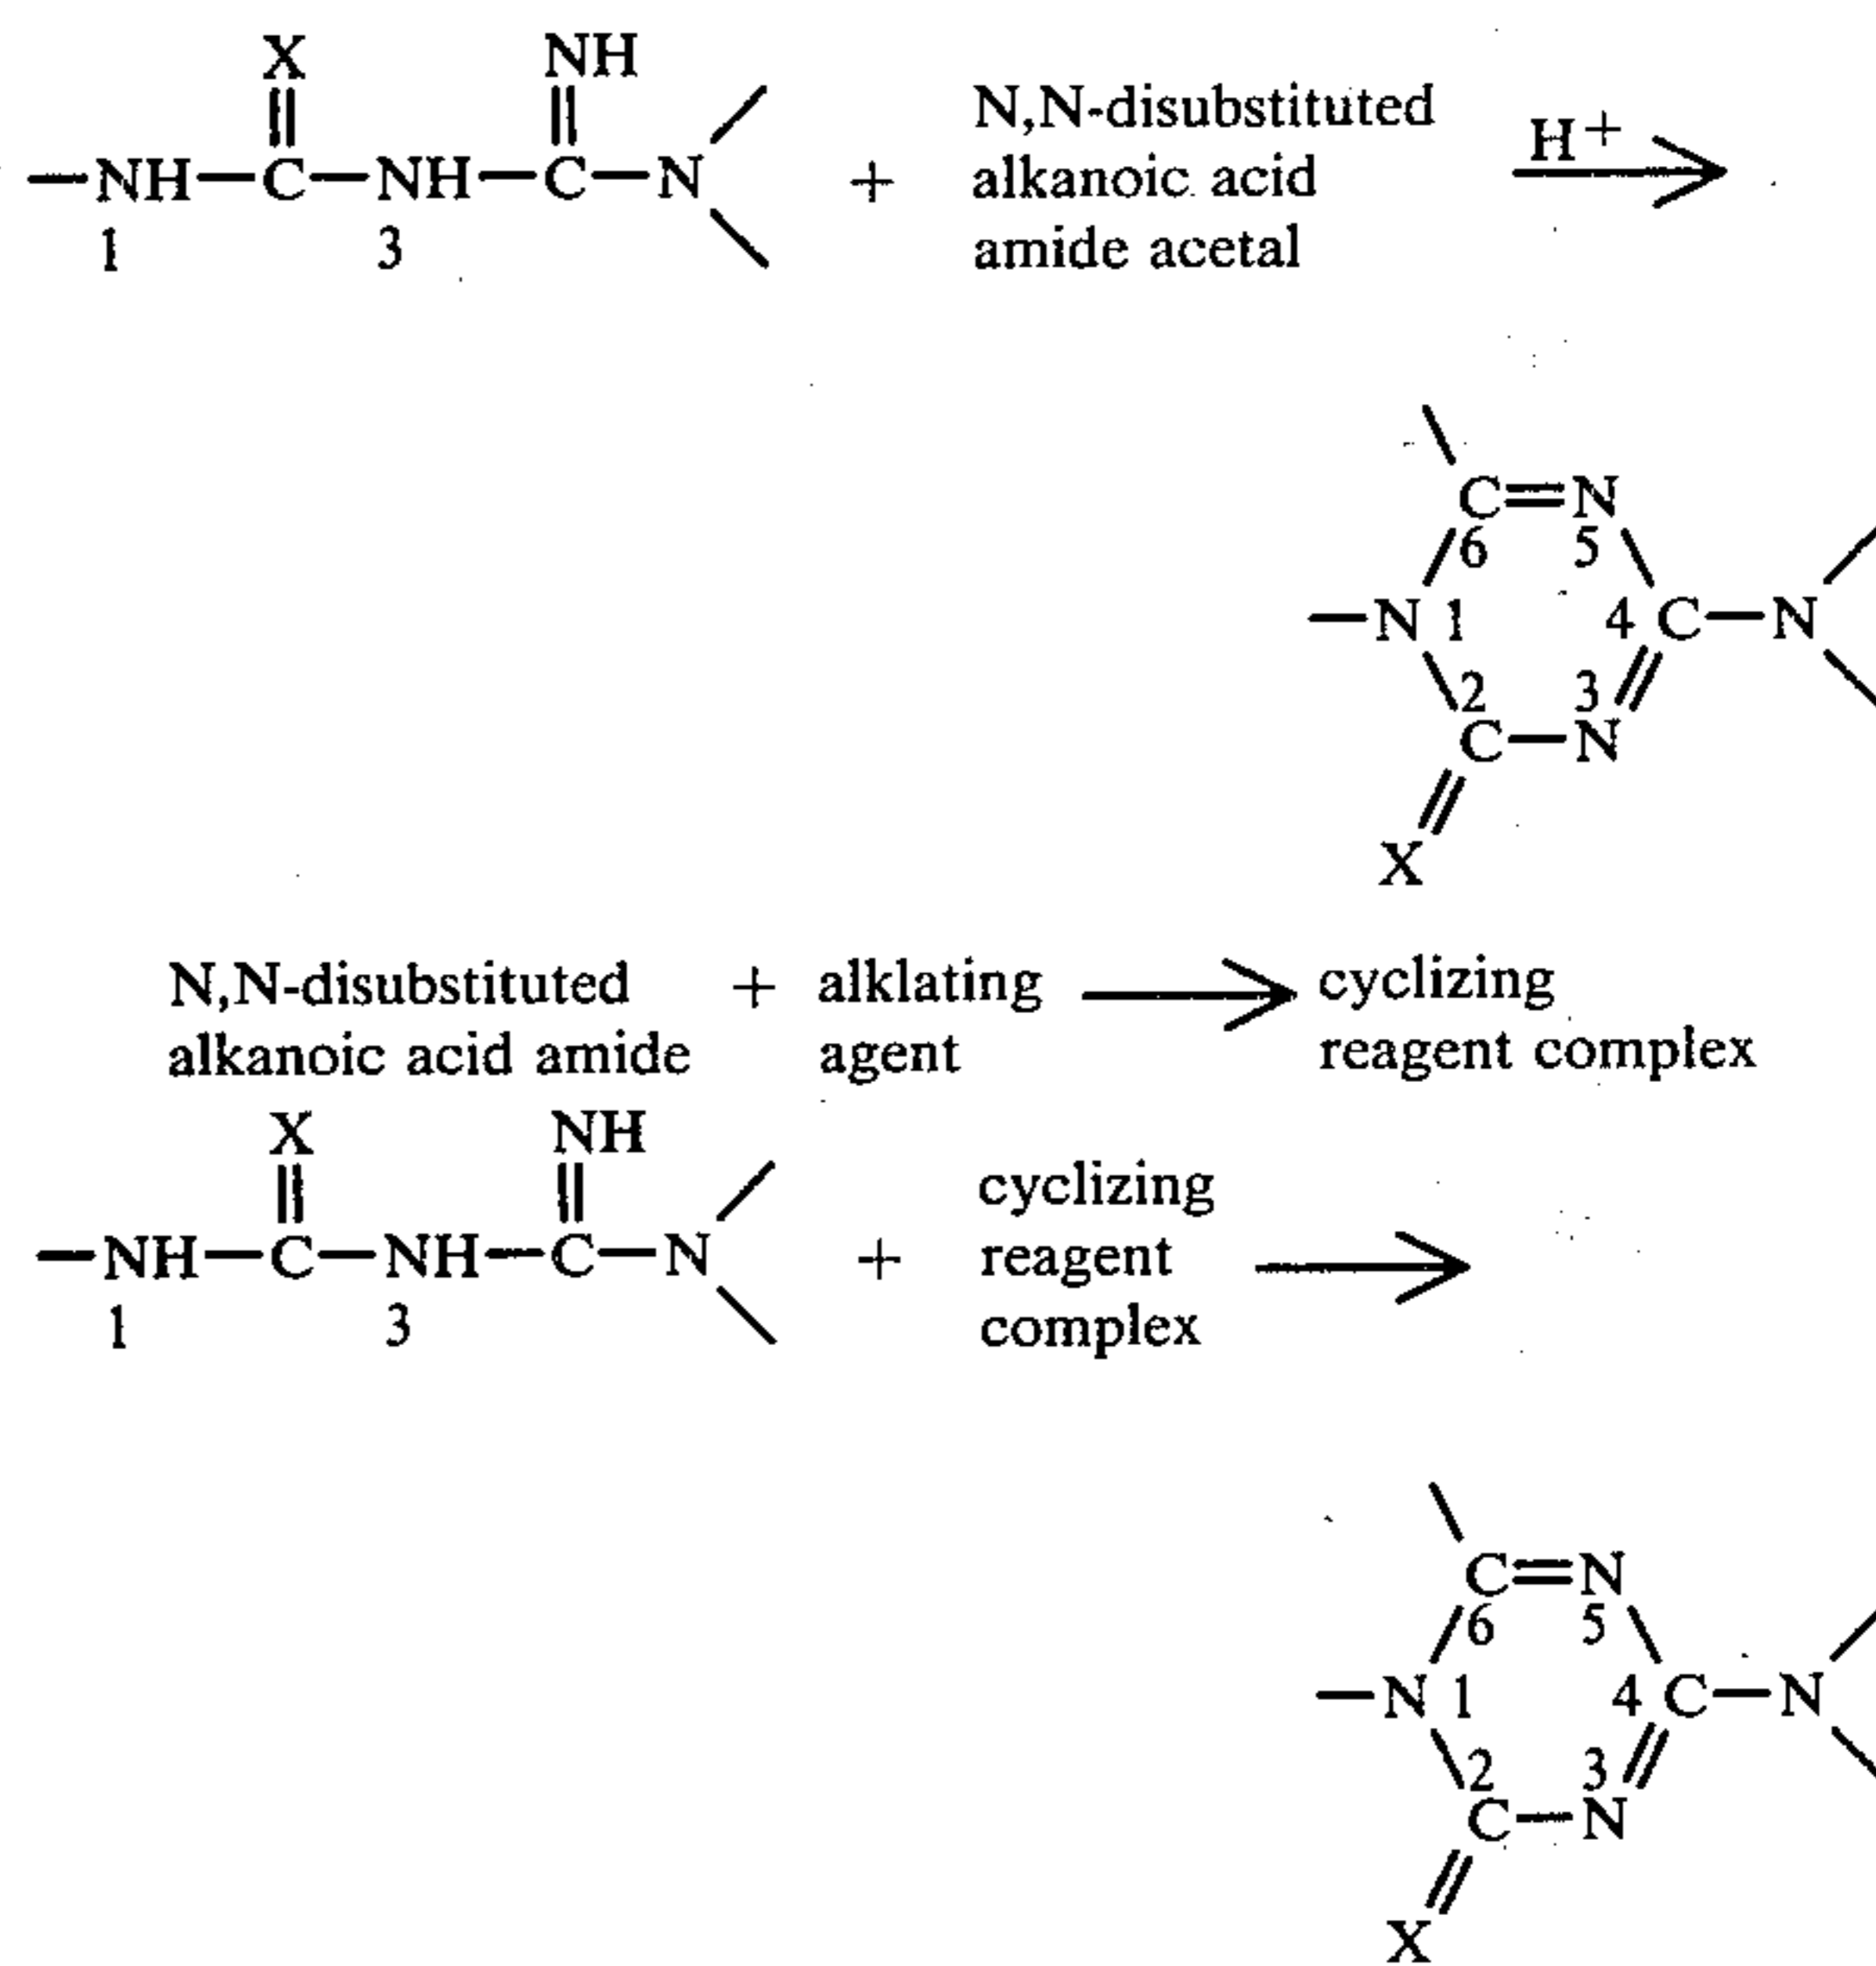 X NH
N,N-disubstituted
—NH—C—NH—C—N + alkanoic acid H+
1 3 amide acetal
C=N
6 5
—N 1 4 C—N
2 3
C—N
X
N,N-disubstituted + alklating cyclizing
alkanoic acid amide agent reagent complex
X NH
cyclizing
—NH—C—NH—C—N + reagent
1 3 complex
C=N
6 5
—N 1 4 C—N
2 3
C—N
X